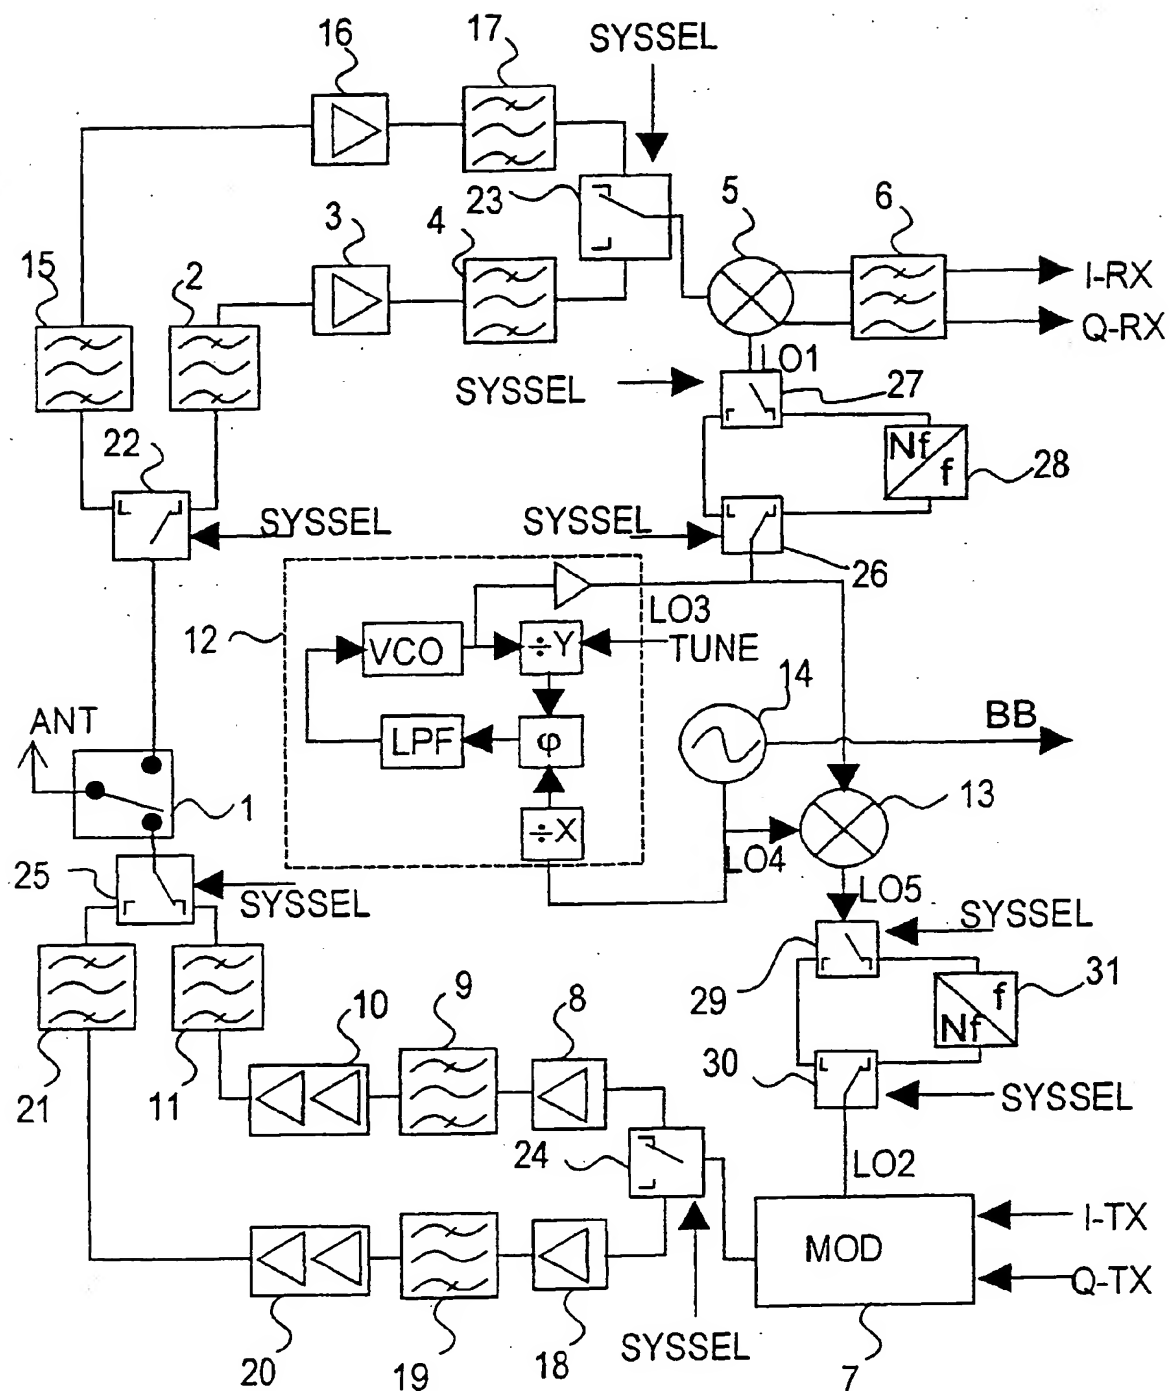 16
17
SYSSEL
23
5
6
3
4
15
2
I-RX
Q-RX
LO1
SYSSEL
27
22
Nf
f
28
SYSSEL
SYSSEL
26
12
LO3
VCO
÷Y
TUNE
14
ANT
LPF
φ
BB
1
÷X
13
LO4
25
SYSSEL
LO5
SYSSEL
29
f
Nf
31
10
9
8
30
21
11
SYSSEL
24
LO2
I-TX
MOD
Q-TX
SYSSEL
20
19
18
7